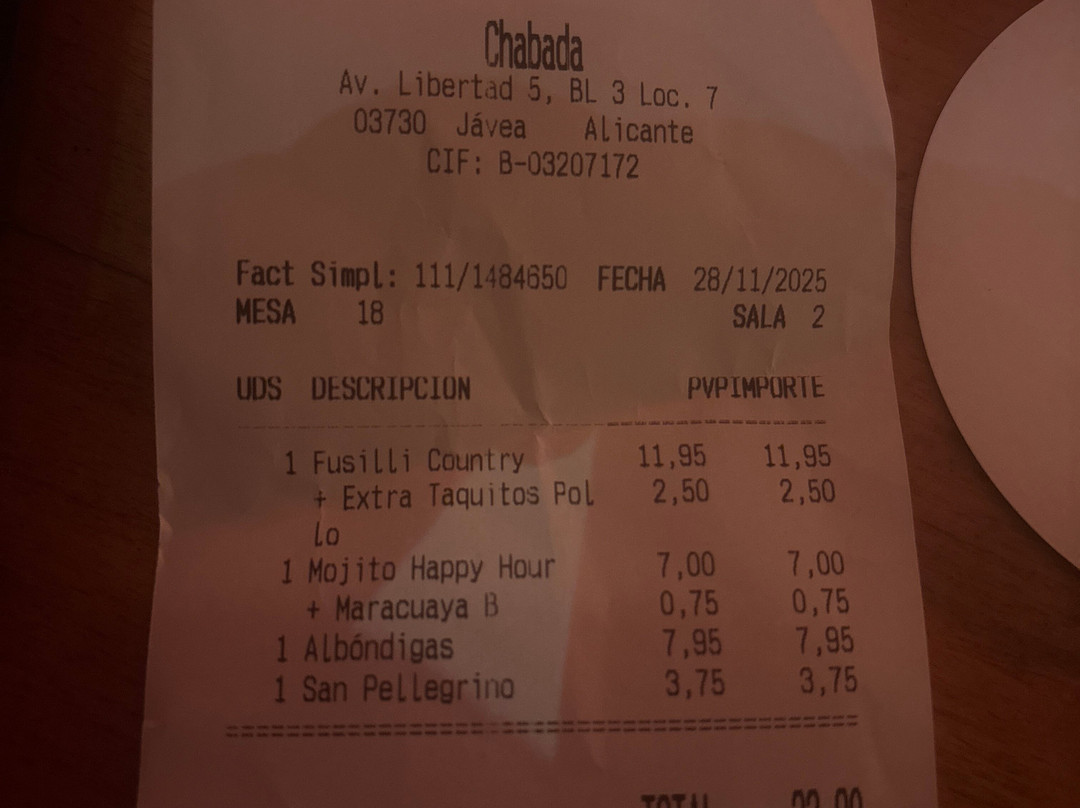 Chabada
Av. Libertad 5, BL 3 Loc. 7
03730 Jávea Alicante
CIF: B-03207172
Fact Simpl: 111/1484650 FECHA 28/11/2025
MESA 18 SALA 2
UDS DESCRIPCION PVPIMPORTE
1 Fusilli Country 11,95 11,95
+ Extra Taquitos Pol 2,50 2,50
lo
1 Mojito Happy Hour 7,00 7,00
+ Maracuaya B 0,75 0,75
1 Albóndigas 7,95 7,95
1 San Pellegrino 3,75 3,75
TOTAL